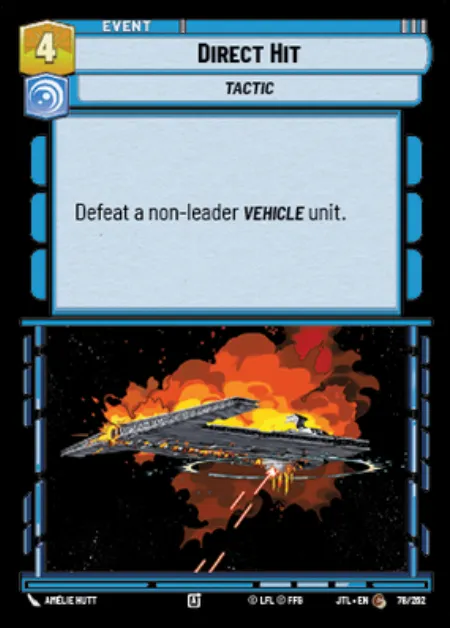 EVENT
4
DIRECT HIT
TACTIC
Defeat a non-leader VEHICLE unit.
AMÉLIE HUTT
Ⓒ LFL Ⓒ FFG
JTL • EN
78/262